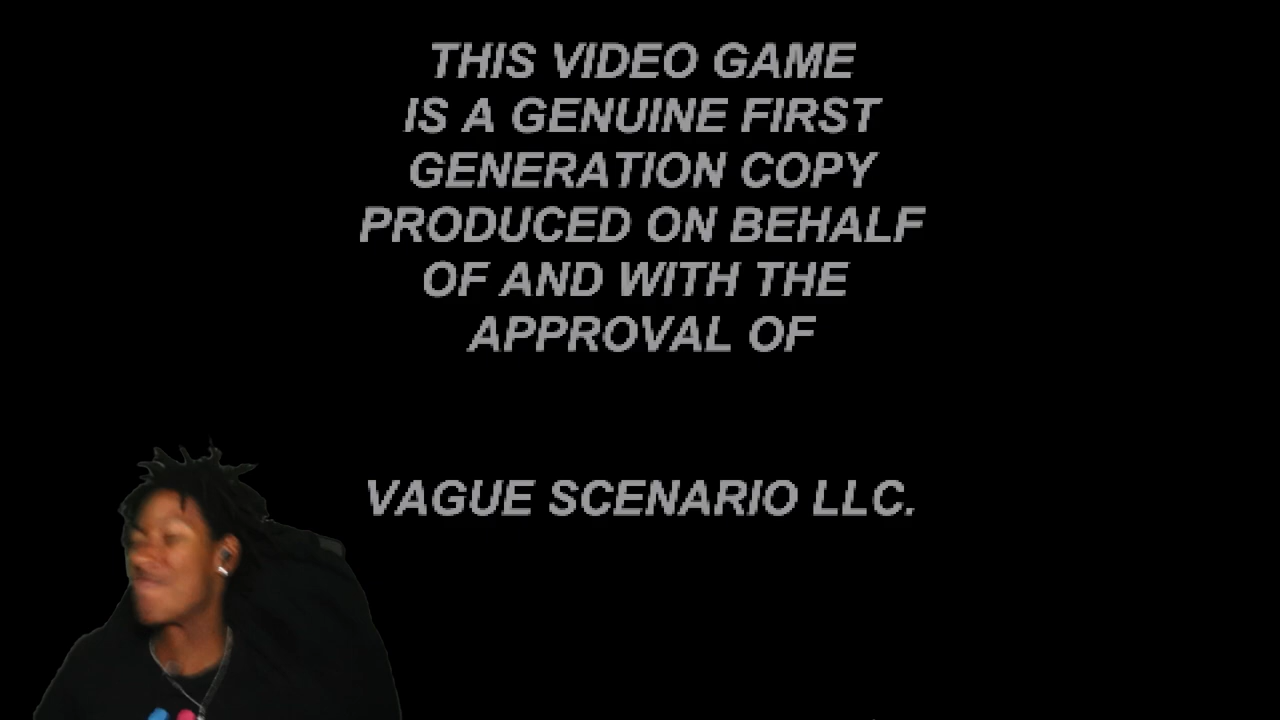 THIS VIDEO GAME
IS A GENUINE FIRST
GENERATION COPY
PRODUCED ON BEHALF
OF AND WITH THE
APPROVAL OF
VAGUE SCENARIO LLC.